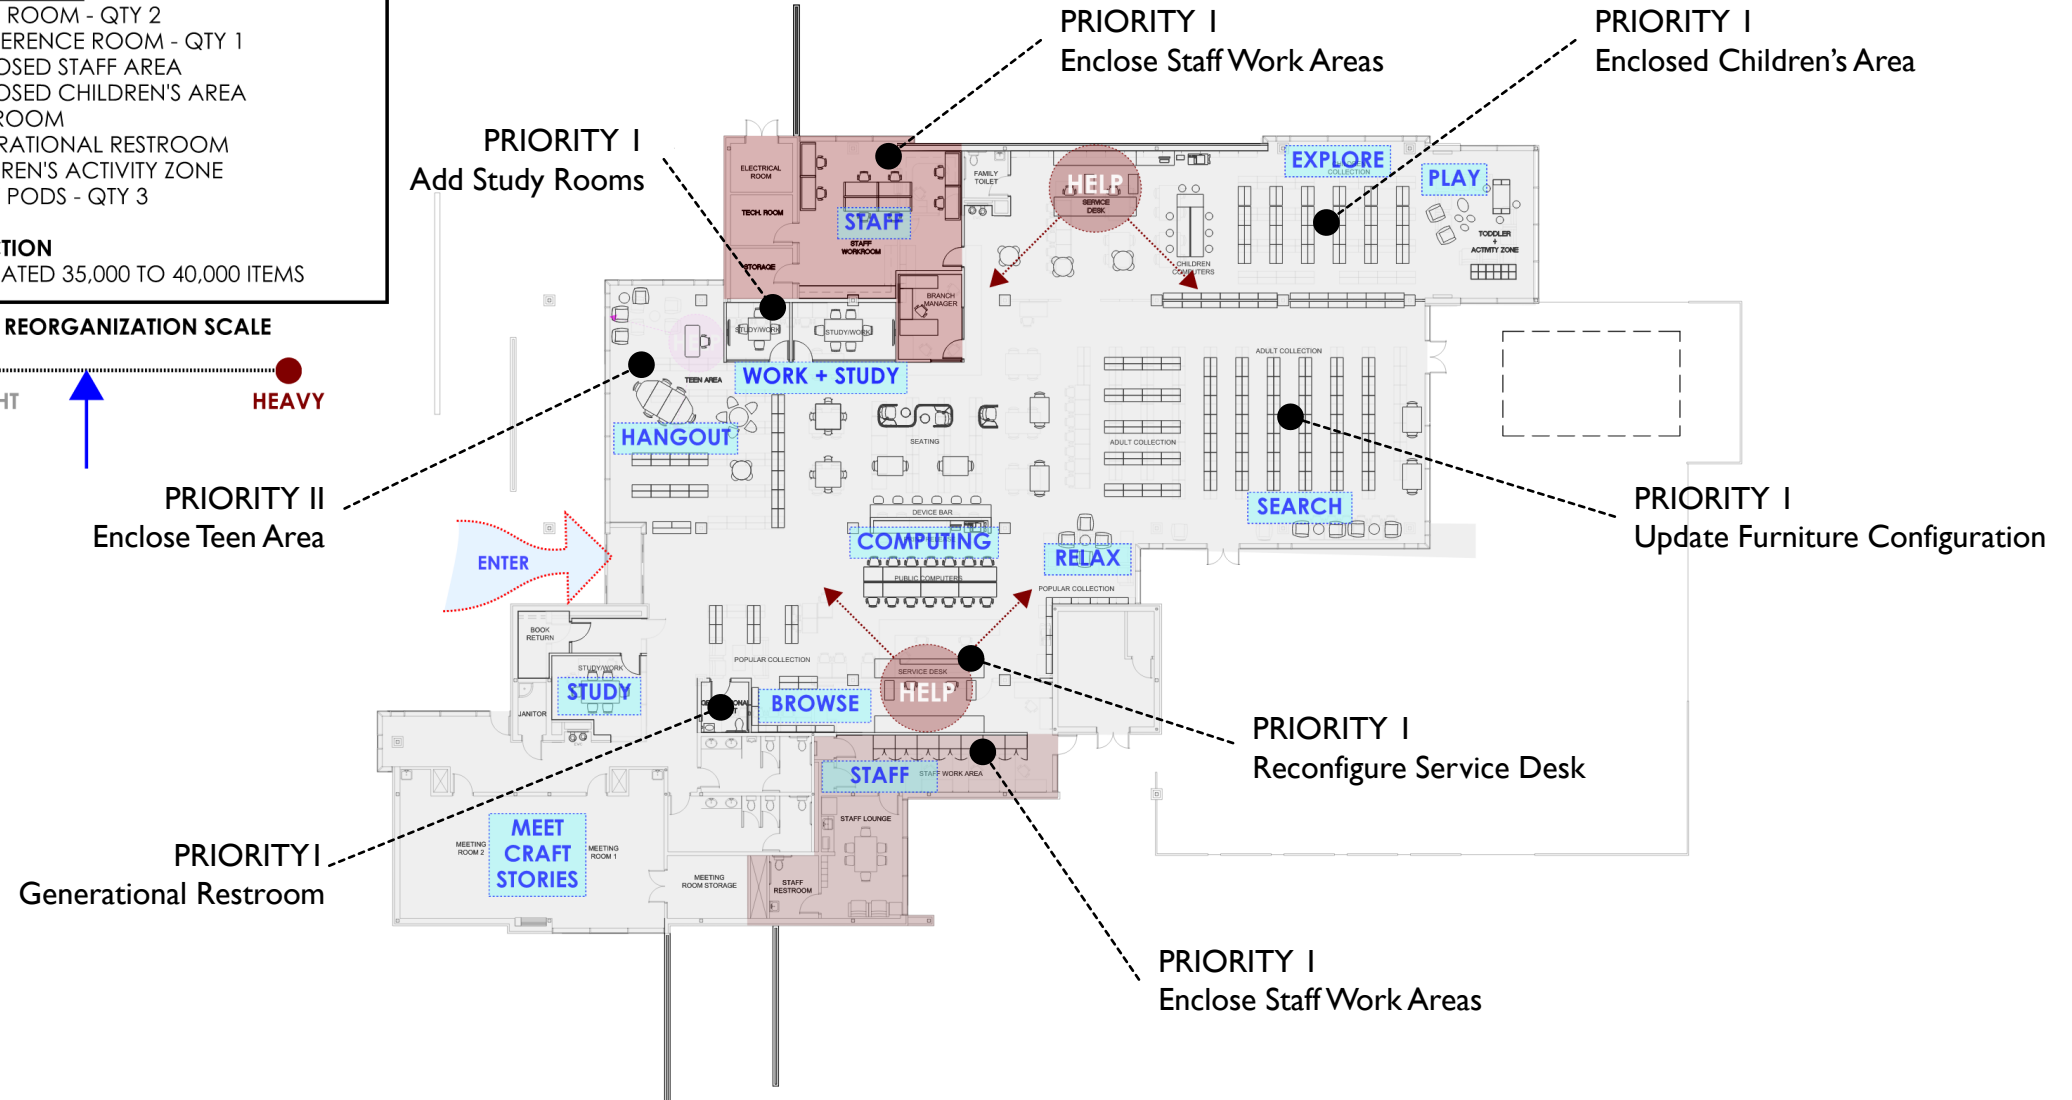 ROOM - QTY 2
ERENCE ROOM - QTY 1
OSED STAFF AREA
OSED CHILDREN'S AREA
ROOM
RATIONAL RESTROOM
REN'S ACTIVITY ZONE
PODS - QTY 3
CTION
ATED 35,000 TO 40,000 ITEMS
REORGANIZATION SCALE
HT
HEAVY
PRIORITY I
Enclose Staff Work Areas
PRIORITY I
Enclosed Children's Area
PRIORITY I
Add Study Rooms
ELECTRICAL
ROOM
TECH. ROOM
STORAGE
STAFF
STAFF
WORKROOM
BRANCH
MANAGER
FAMILY
TOILET
HELP
SERVICE
DESK
CHILDREN
COMPUTERS
EXPLORE
COLLECTION
PLAY
TODDLER
+
ACTIVITY ZONE
STUDY/WORK
STUDY/WORK
WORK + STUDY
TEEN AREA
HANGOUT
SEATING
ADULT COLLECTION
ADULT COLLECTION
SEARCH
PRIORITY II
Enclose Teen Area
PRIORITY I
Update Furniture Configuration
ENTER
DEVICE BAR
COMPUTING
PUBLIC COMPUTERS
RELAX
POPULAR COLLECTION
BOOK
RETURN
STUDY/WORK
STUDY
JANITOR
POPULAR COLLECTION
BROWSE
SERVICE DESK
HELP
PRIORITY I
Reconfigure Service Desk
STAFF
STAFF WORK AREA
STAFF LOUNGE
STAFF
RESTROOM
MEETING
ROOM STORAGE
MEETING
ROOM 2
MEET
CRAFT
STORIES
MEETING
ROOM 1
PRIORITY I
Generational Restroom
PRIORITY I
Enclose Staff Work Areas